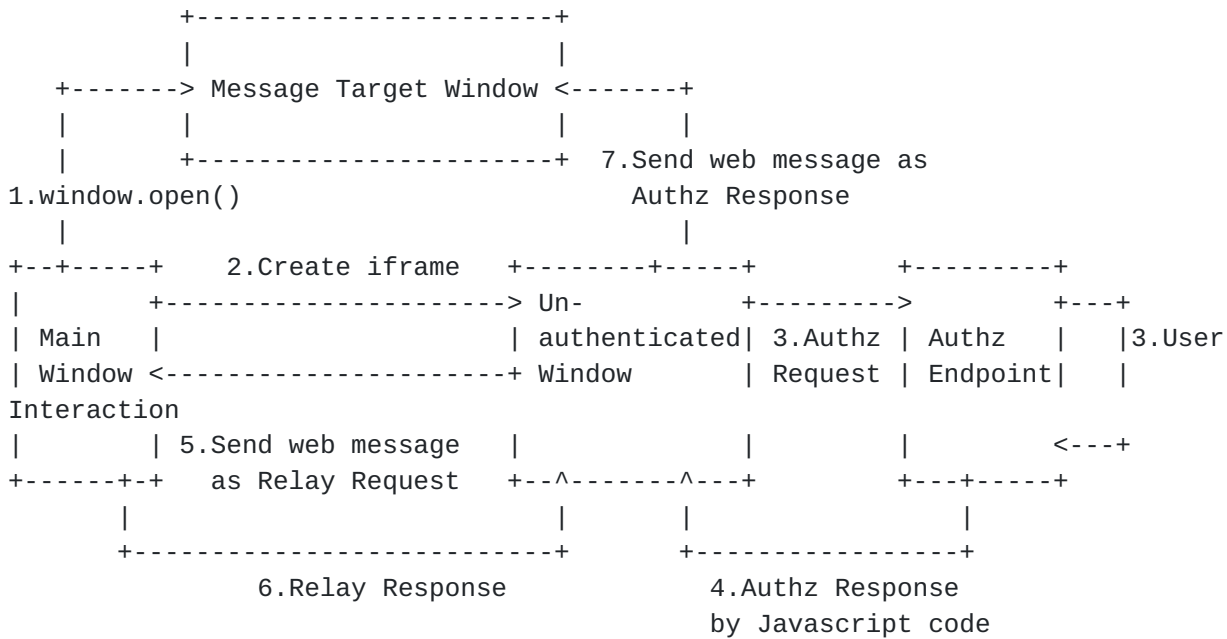 +-----------------------+
|                       |
+-------> Message Target Window <-------+
|       |                       |       |
|       +-----------------------+  7.Send web message as
1.window.open()                         Authz Response
|                                       |
+--+-----+    2.Create iframe   +--------+-----+         +---------+
|        +----------------------> Un-          +--------->         +---+
| Main   |                      | authenticated| 3.Authz | Authz   |   |3.User
| Window <----------------------+ Window       | Request | Endpoint|   |
Interaction
|        | 5.Send web message   |              |         |         <---+
+------+-+   as Relay Request   +--^-------^---+         +---+-----+
|                           |       |                 |
+---------------------------+       +-----------------+
6.Relay Response             4.Authz Response
by Javascript code